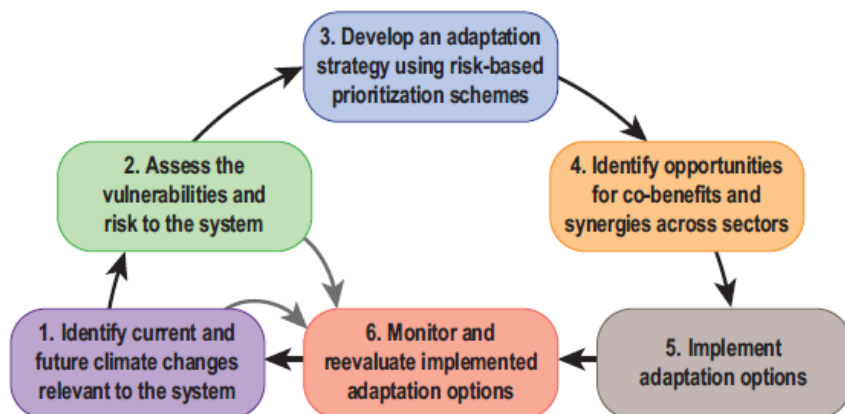 3. Develop an adaptation
strategy using risk-based
prioritization schemes
2. Assess the
vulnerabilities and
risk to the system
4. Identify opportunities
for co-benefits and
synergies across sectors
1. Identify current and
future climate changes
relevant to the system
6. Monitor and
reevaluate implemented
adaptation options
5. Implement
adaptation options